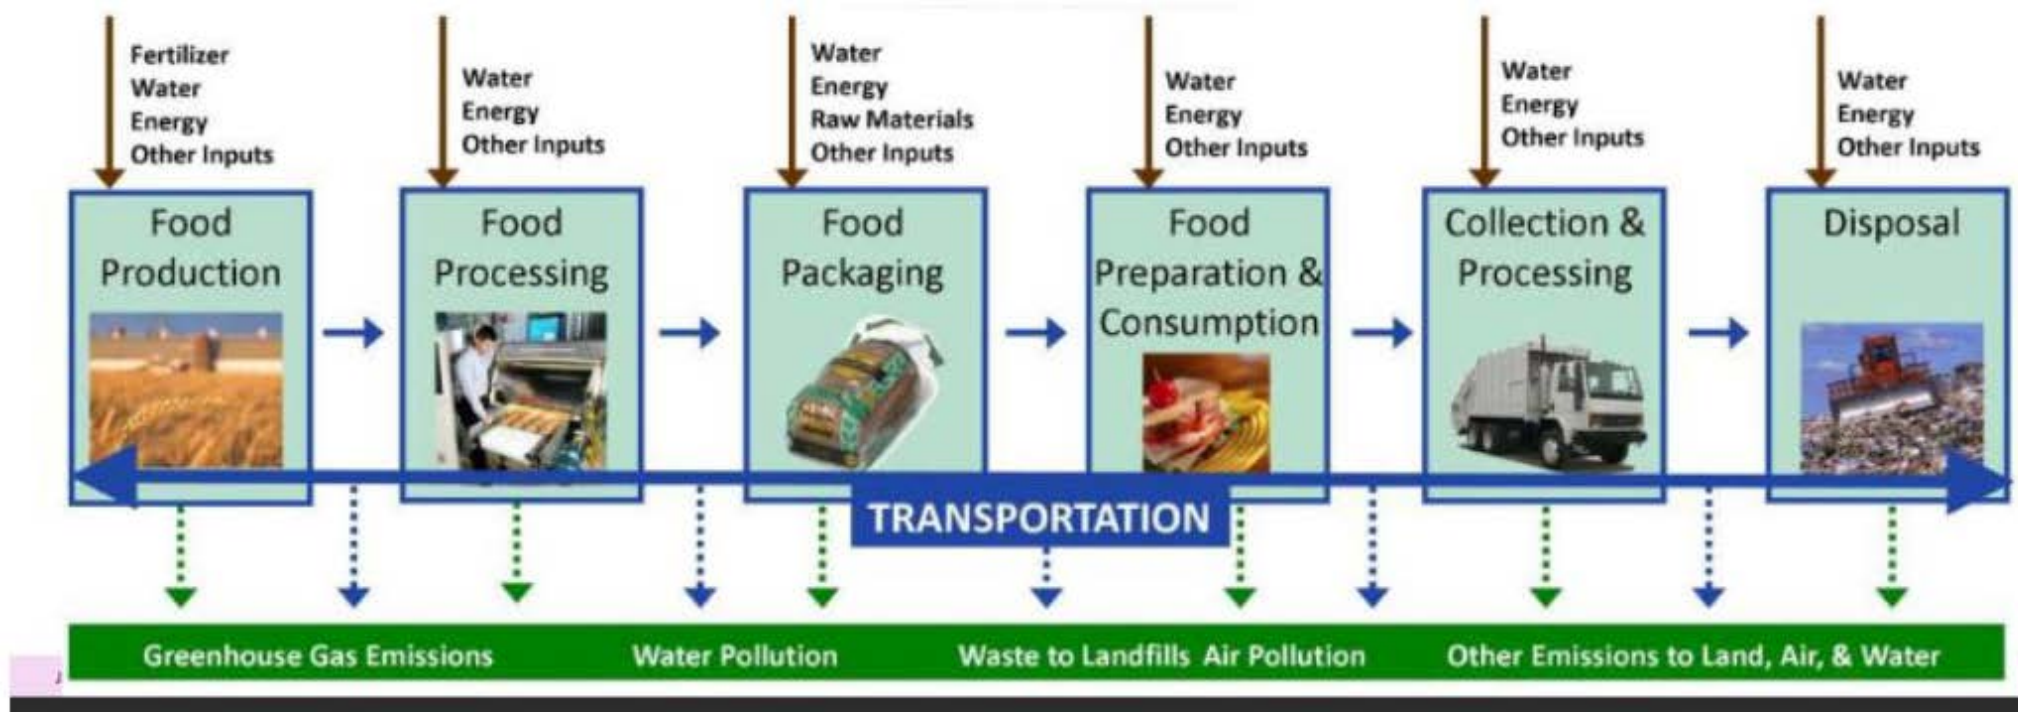 Fertilizer
Water
Energy
Other Inputs
Water
Energy
Other Inputs
Water
Energy
Raw Materials
Other Inputs
Water
Energy
Other Inputs
Water
Energy
Other Inputs
Water
Energy
Other Inputs
Food
Production
Food
Processing
Food
Packaging
Food
Preparation &
Consumption
Collection &
Processing
Disposal
TRANSPORTATION
Greenhouse Gas Emissions
Water Pollution
Waste to Landfills Air Pollution
Other Emissions to Land, Air, & Water